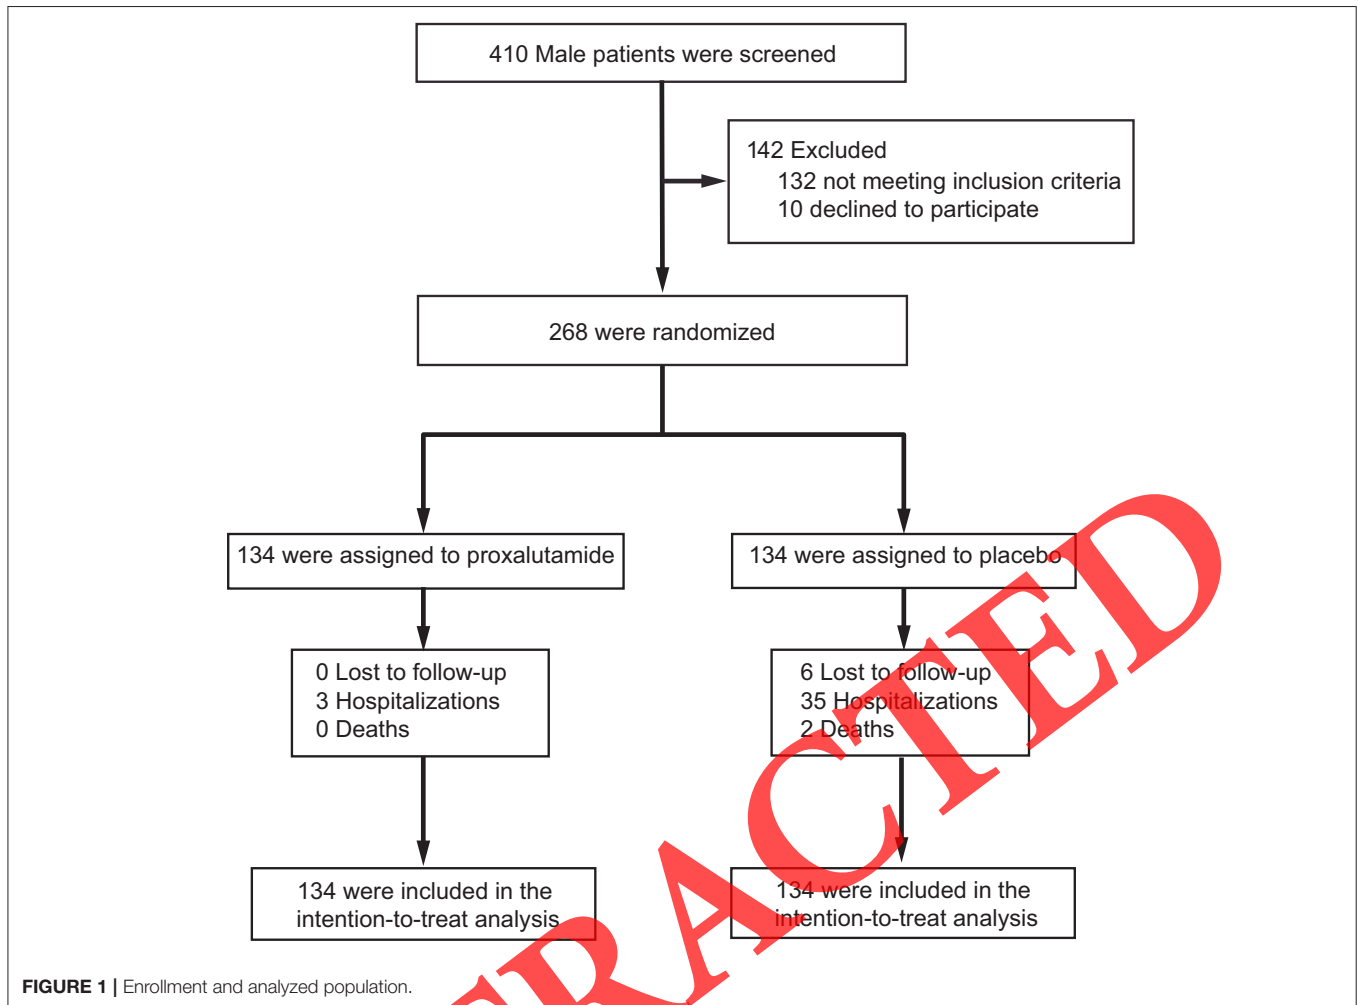 410 Male patients were screened
142 Excluded
132 not meeting inclusion criteria
10 declined to participate
268 were randomized
134 were assigned to proxalutamide
134 were assigned to placebo
0 Lost to follow-up
3 Hospitalizations
0 Deaths
6 Lost to follow-up
35 Hospitalizations
2 Deaths
134 were included in the
intention-to-treat analysis
134 were included in the
intention-to-treat analysis
TRACTED
FIGURE 1 | Enrollment and analyzed population.